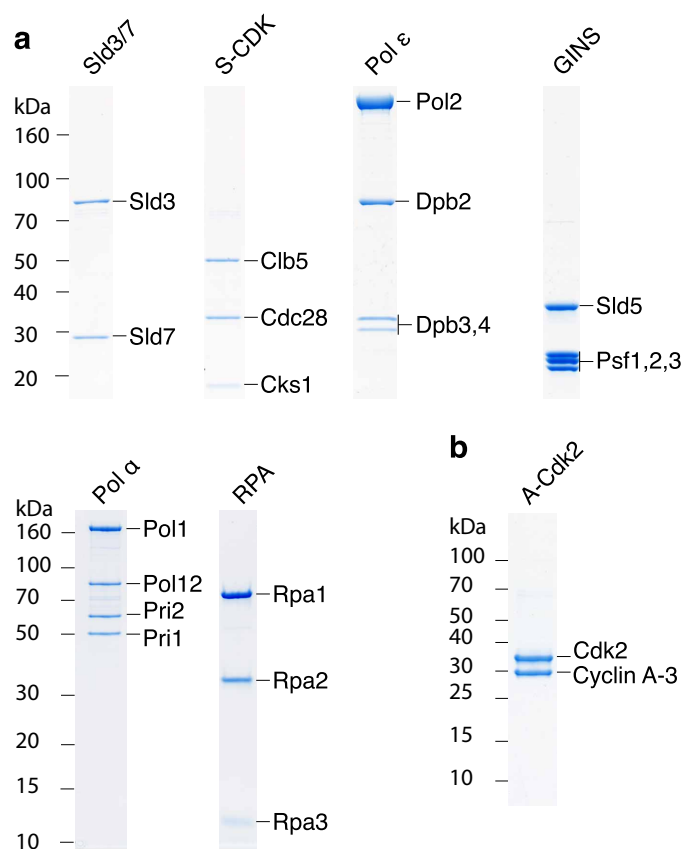 a
Sld3/7
S-CDK
Pol ε
GINS
kDa
160
100
70
50
40
30
20
Sld3
Sld7
Clb5
Cdc28
Cks1
Pol2
Dpb2
Dpb3,4
Sld5
Psf1,2,3
Pol α
RPA
kDa
160
100
70
50
30
20
15
10
Pol1
Pol12
Pri2
Pri1
Rpa1
Rpa2
Rpa3
b
A-Cdk2
kDa
100
70
50
40
30
25
15
10
Cdk2
Cyclin A-3